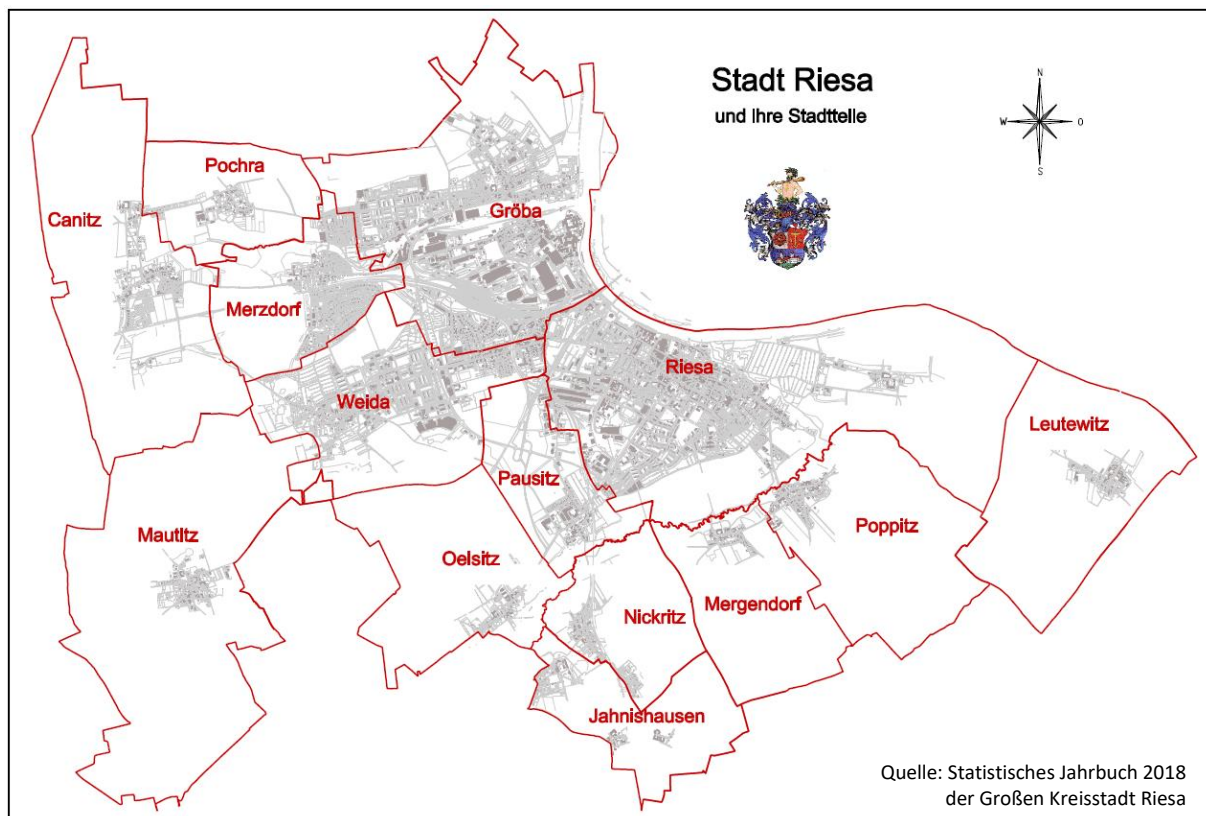 Stadt Riesa
und ihre Stadtteile
N
W
O
S
Pochra
Canitz
Gröba
Merzdorf
Riesa
Weida
Leutewitz
Pausitz
Poppitz
Mautitz
Oelsitz
Mergendorf
Nickritz
Jahnishausen
Quelle: Statistisches Jahrbuch 2018
der Großen Kreisstadt Riesa